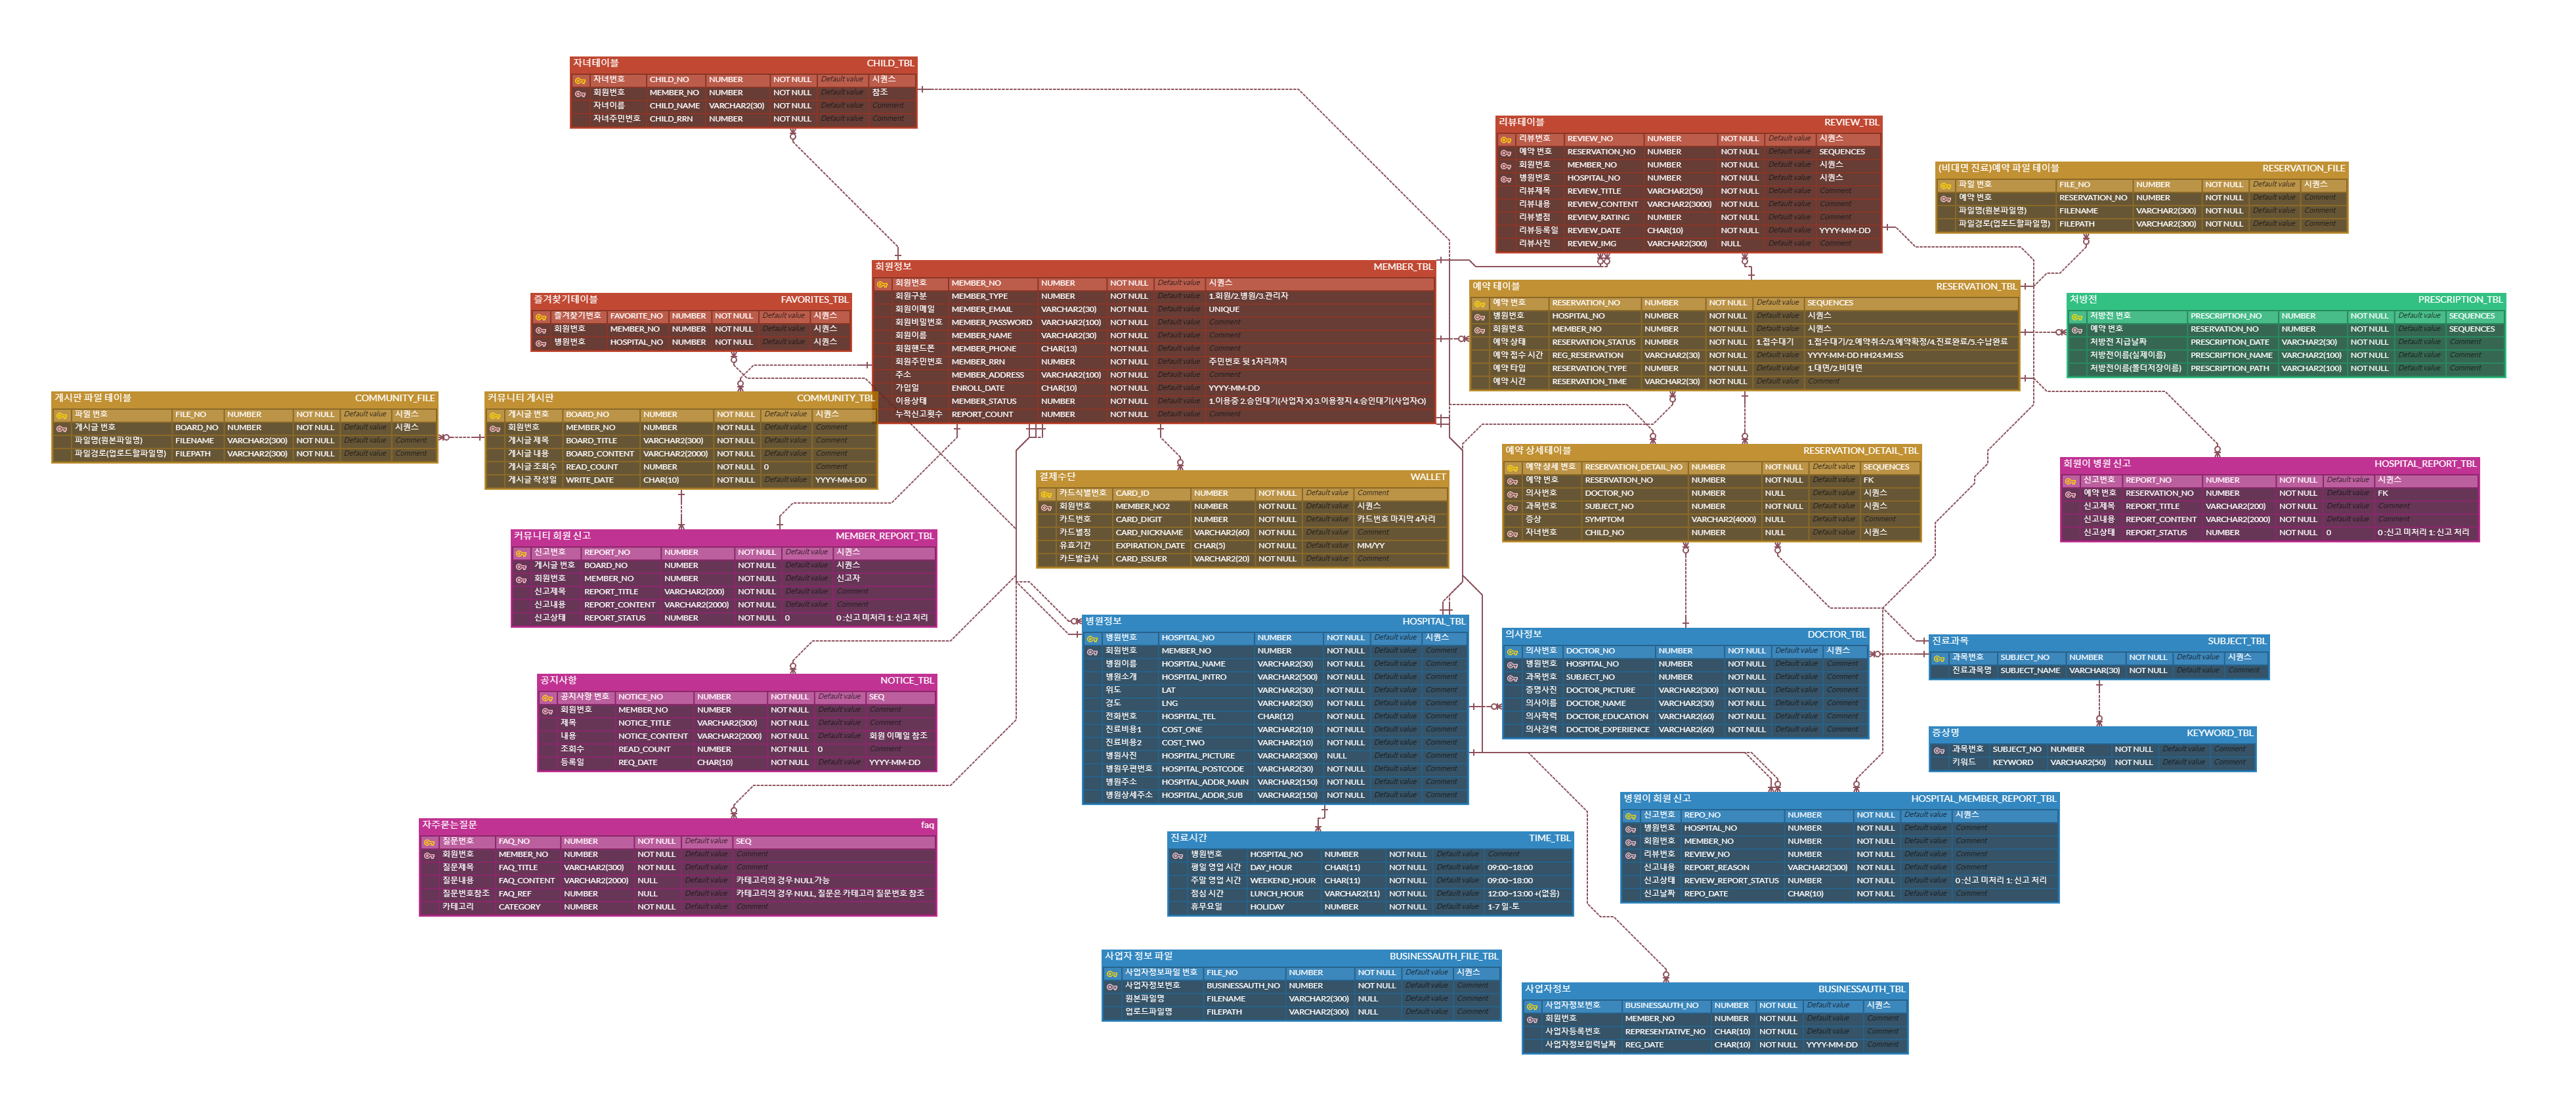 자녀테이블 CHILD_TBL
자녀번호 CHILD_NO NUMBER NOT NULL Default value 시퀀스
회원번호 MEMBER_NO NUMBER NOT NULL Default value 참조
자녀이름 CHILD_NAME VARCHAR2(30) NOT NULL Default value Comment
자녀주민번호 CHILD_RRN NUMBER NOT NULL Default value Comment
리뷰테이블 REVIEW_TBL
리뷰번호 REVIEW_NO NUMBER NOT NULL Default value 시퀀스
예약 번호 RESERVATION_NO NUMBER NOT NULL Default value SEQUENCES
회원번호 MEMBER_NO NUMBER NOT NULL Default value 시퀀스
병원번호 HOSPITAL_NO NUMBER NOT NULL Default value 시퀀스
리뷰제목 REVIEW_TITLE VARCHAR2(50) NOT NULL Default value Comment
리뷰내용 REVIEW_CONTENT VARCHAR2(3000) NOT NULL Default value Comment
리뷰별점 REVIEW_RATING NUMBER NOT NULL Default value Comment
리뷰등록일 REVIEW_DATE CHAR(10) NOT NULL Default value YYYY-MM-DD
리뷰사진 REVIEW_IMG VARCHAR2(300) NULL Default value Comment
(비대면 진료)예약 파일 테이블 RESERVATION_FILE
파일 번호 FILE_NO NUMBER NOT NULL Default value 시퀀스
예약 번호 RESERVATION_NO NUMBER NOT NULL Default value Comment
파일명(원본파일명) FILENAME VARCHAR2(300) NOT NULL Default value Comment
파일경로(업로드할파일명) FILEPATH VARCHAR2(300) NOT NULL Default value Comment
회원정보 MEMBER_TBL
회원번호 MEMBER_NO NUMBER NOT NULL Default value 시퀀스
회원구분 MEMBER_TYPE NUMBER NOT NULL Default value 1.회원/2.병원/3.관리자
회원이메일 MEMBER_EMAIL VARCHAR2(30) NOT NULL Default value UNIQUE
회원비밀번호 MEMBER_PASSWORD VARCHAR2(100) NOT NULL Default value Comment
회원이름 MEMBER_NAME VARCHAR2(30) NOT NULL Default value Comment
회원핸드폰 MEMBER_PHONE CHAR(13) NOT NULL Default value Comment
회원주민번호 MEMBER_RRN NUMBER NOT NULL Default value 주민번호 뒷 1자리까지
주소 MEMBER_ADDRESS VARCHAR2(100) NOT NULL Default value Comment
가입일 ENROLL_DATE CHAR(10) NOT NULL Default value YYYY-MM-DD
이용상태 MEMBER_STATUS NUMBER NOT NULL Default value 1.이용중 2.승인대기(사업자 X) 3.이용정지 4.승인대기(사업자O)
누적신고횟수 REPORT_COUNT NUMBER NOT NULL Default value Comment
예약 테이블 RESERVATION_TBL
예약 번호 RESERVATION_NO NUMBER NOT NULL Default value SEQUENCES
병원번호 HOSPITAL_NO NUMBER NOT NULL Default value 시퀀스
회원번호 MEMBER_NO NUMBER NOT NULL Default value 시퀀스
예약 상태 RESERVATION_STATUS NUMBER NOT NULL 1.접수대기 1.접수대기/2.예약취소/3.예약확정/4.진료완료/5.수납완료
예약 접수 시간 REG_RESERVATION VARCHAR2(30) NOT NULL Default value YYYY-MM-DD HH24:MI:SS
예약 타입 RESERVATION_TYPE NUMBER NOT NULL Default value 1.대면/2.비대면
예약 시간 RESERVATION_TIME VARCHAR2(30) NOT NULL Default value Comment
즐겨찾기테이블 FAVORITES_TBL
즐겨찾기번호 FAVORITE_NO NUMBER NOT NULL Default value 시퀀스
회원번호 MEMBER_NO NUMBER NOT NULL Default value 시퀀스
병원번호 HOSPITAL_NO NUMBER NOT NULL Default value 시퀀스
처방전 PRESCRIPTION_TBL
처방전 번호 PRESCRIPTION_NO NUMBER NOT NULL Default value SEQUENCES
예약 번호 RESERVATION_NO NUMBER NOT NULL Default value SEQUENCES
처방전 지급날짜 PRESCRIPTION_DATE VARCHAR2(30) NOT NULL Default value Comment
처방전이름(실제이름) PRESCRIPTION_NAME VARCHAR2(100) NOT NULL Default value Comment
처방전이름(폴더저장이름) PRESCRIPTION_PATH VARCHAR2(100) NOT NULL Default value Comment
게시판 파일 테이블 COMMUNITY_FILE
파일 번호 FILE_NO NUMBER NOT NULL Default value 시퀀스
게시글 번호 BOARD_NO NUMBER NOT NULL Default value 시퀀스
파일명(원본파일명) FILENAME VARCHAR2(300) NOT NULL Default value Comment
파일경로(업로드할파일명) FILEPATH VARCHAR2(300) NOT NULL Default value Comment
커뮤니티 게시판 COMMUNITY_TBL
게시글 번호 BOARD_NO NUMBER NOT NULL Default value 시퀀스
회원번호 MEMBER_NO NUMBER NOT NULL Default value Comment
게시글 제목 BOARD_TITLE VARCHAR2(300) NOT NULL Default value Comment
게시글 내용 BOARD_CONTENT VARCHAR2(2000) NOT NULL Default value Comment
게시글 조회수 READ_COUNT NUMBER NOT NULL 0 Comment
게시글 작성일 WRITE_DATE CHAR(10) NOT NULL Default value YYYY-MM-DD
결제수단 WALLET
카드식별번호 CARD_ID NUMBER NOT NULL Default value Comment
회원번호 MEMBER_NO2 NUMBER NOT NULL Default value 시퀀스
카드번호 CARD_DIGIT NUMBER NOT NULL Default value 카드번호 마지막 4자리
카드별칭 CARD_NICKNAME VARCHAR2(60) NOT NULL Default value Comment
유효기간 EXPIRATION_DATE CHAR(5) NOT NULL Default value MM/YY
카드발급사 CARD_ISSUER VARCHAR2(20) NOT NULL Default value Comment
예약 상세테이블 RESERVATION_DETAIL_TBL
예약 상세 번호 RESERVATION_DETAIL_NO NUMBER NOT NULL Default value SEQUENCES
예약 번호 RESERVATION_NO NUMBER NOT NULL Default value FK
의사번호 DOCTOR_NO NUMBER NULL Default value 시퀀스
과목번호 SUBJECT_NO NUMBER NOT NULL Default value 시퀀스
증상 SYMPTOM VARCHAR2(4000) NULL Default value Comment
자녀번호 CHILD_NO NUMBER NULL Default value 시퀀스
회원이 병원 신고 HOSPITAL_REPORT_TBL
신고번호 REPORT_NO NUMBER NOT NULL Default value 시퀀스
예약 번호 RESERVATION_NO NUMBER NOT NULL Default value FK
신고제목 REPORT_TITLE VARCHAR2(200) NOT NULL Default value Comment
신고내용 REPORT_CONTENT VARCHAR2(2000) NOT NULL Default value Comment
신고상태 REPORT_STATUS NUMBER NOT NULL 0 0 :신고 미처리 1: 신고 처리
커뮤니티 회원 신고 MEMBER_REPORT_TBL
신고번호 REPORT_NO NUMBER NOT NULL Default value 시퀀스
게시글 번호 BOARD_NO NUMBER NOT NULL Default value 시퀀스
회원번호 MEMBER_NO NUMBER NOT NULL Default value 신고자
신고제목 REPORT_TITLE VARCHAR2(200) NOT NULL Default value Comment
신고내용 REPORT_CONTENT VARCHAR2(2000) NOT NULL Default value Comment
신고상태 REPORT_STATUS NUMBER NOT NULL 0 0 :신고 미처리 1: 신고 처리
병원정보 HOSPITAL_TBL
병원번호 HOSPITAL_NO NUMBER NOT NULL Default value 시퀀스
회원번호 MEMBER_NO NUMBER NOT NULL Default value Comment
병원이름 HOSPITAL_NAME VARCHAR2(30) NOT NULL Default value Comment
병원소개 HOSPITAL_INTRO VARCHAR2(500) NOT NULL Default value Comment
위도 LAT VARCHAR2(30) NOT NULL Default value Comment
경도 LNG VARCHAR2(30) NOT NULL Default value Comment
전화번호 HOSPITAL_TEL CHAR(12) NOT NULL Default value Comment
진료비용1 COST_ONE VARCHAR2(10) NOT NULL Default value Comment
진료비용2 COST_TWO VARCHAR2(10) NOT NULL Default value Comment
병원사진 HOSPITAL_PICTURE VARCHAR2(300) NULL Default value Comment
병원우편번호 HOSPITAL_POSTCODE VARCHAR2(30) NOT NULL Default value Comment
병원주소 HOSPITAL_ADDR_MAIN VARCHAR2(150) NOT NULL Default value Comment
병원상세주소 HOSPITAL_ADDR_SUB VARCHAR2(150) NOT NULL Default value Comment
의사정보 DOCTOR_TBL
의사번호 DOCTOR_NO NUMBER NOT NULL Default value 시퀀스
병원번호 HOSPITAL_NO NUMBER NOT NULL Default value Comment
과목번호 SUBJECT_NO NUMBER NOT NULL Default value Comment
증명사진 DOCTOR_PICTURE VARCHAR2(300) NOT NULL Default value Comment
의사이름 DOCTOR_NAME VARCHAR2(30) NOT NULL Default value Comment
의사학력 DOCTOR_EDUCATION VARCHAR2(60) NOT NULL Default value Comment
의사경력 DOCTOR_EXPERIENCE VARCHAR2(60) NOT NULL Default value Comment
진료과목 SUBJECT_TBL
과목번호 SUBJECT_NO NUMBER NOT NULL Default value 시퀀스
진료과목명 SUBJECT_NAME VARCHAR(30) NOT NULL Default value Comment
공지사항 NOTICE_TBL
공지사항 번호 NOTICE_NO NUMBER NOT NULL Default value SEQ
회원번호 MEMBER_NO NUMBER NOT NULL Default value Comment
제목 NOTICE_TITLE VARCHAR2(300) NOT NULL Default value Comment
내용 NOTICE_CONTENT VARCHAR2(2000) NOT NULL Default value 회원 이메일 참조
조회수 READ_COUNT NUMBER NOT NULL 0 Comment
등록일 REQ_DATE CHAR(10) NOT NULL Default value YYYY-MM-DD
증상명 KEYWORD_TBL
과목번호 SUBJECT_NO NUMBER NOT NULL Default value Comment
키워드 KEYWORD VARCHAR2(50) NOT NULL Default value Comment
병원이 회원 신고 HOSPITAL_MEMBER_REPORT_TBL
신고번호 REPO_NO NUMBER NOT NULL Default value 시퀀스
병원번호 HOSPITAL_NO NUMBER NOT NULL Default value Comment
회원번호 MEMBER_NO NUMBER NOT NULL Default value Comment
리뷰번호 REVIEW_NO NUMBER NOT NULL Default value Comment
신고내용 REPORT_REASON VARCHAR2(300) NOT NULL Default value Comment
신고상태 REVIEW_REPORT_STATUS NUMBER NOT NULL Default value 0 :신고 미처리 1: 신고 처리
신고날짜 REPO_DATE CHAR(10) NOT NULL Default value Comment
자주묻는질문 faq
질문번호 FAQ_NO NUMBER NOT NULL Default value SEQ
회원번호 MEMBER_NO NUMBER NOT NULL Default value Comment
질문제목 FAQ_TITLE VARCHAR2(300) NOT NULL Default value Comment
질문내용 FAQ_CONTENT VARCHAR2(2000) NULL Default value 카테고리의 경우 NULL가능
질문번호참조 FAQ_REF NUMBER NULL Default value 카테고리의 경우 NULL, 질문은 카테고리 질문번호 참조
카테고리 CATEGORY NUMBER NOT NULL Default value Comment
진료시간 TIME_TBL
병원번호 HOSPITAL_NO NUMBER NOT NULL Default value Comment
평일 영업 시간 DAY_HOUR CHAR(11) NOT NULL Default value 09:00~18:00
주말 영업 시간 WEEKEND_HOUR CHAR(11) NOT NULL Default value 09:00~18:00
점심 시간 LUNCH_HOUR VARCHAR2(11) NOT NULL Default value 12:00~13:00 +(없음)
휴무요일 HOLIDAY NUMBER NOT NULL Default value 1-7 일-토
사업자 정보 파일 BUSINESSAUTH_FILE_TBL
사업자정보파일 번호 FILE_NO NUMBER NOT NULL Default value 시퀀스
사업자정보번호 BUSINESSAUTH_NO NUMBER NOT NULL Default value Comment
원본파일명 FILENAME VARCHAR2(300) NULL Default value Comment
업로드파일명 FILEPATH VARCHAR2(300) NULL Default value Comment
사업자정보 BUSINESSAUTH_TBL
사업자정보번호 BUSINESSAUTH_NO NUMBER NOT NULL Default value 시퀀스
회원번호 MEMBER_NO NUMBER NOT NULL Default value Comment
사업자등록번호 REPRESENTATIVE_NO CHAR(10) NOT NULL Default value Comment
사업자정보입력날짜 REG_DATE CHAR(10) NOT NULL YYYY-MM-DD Comment